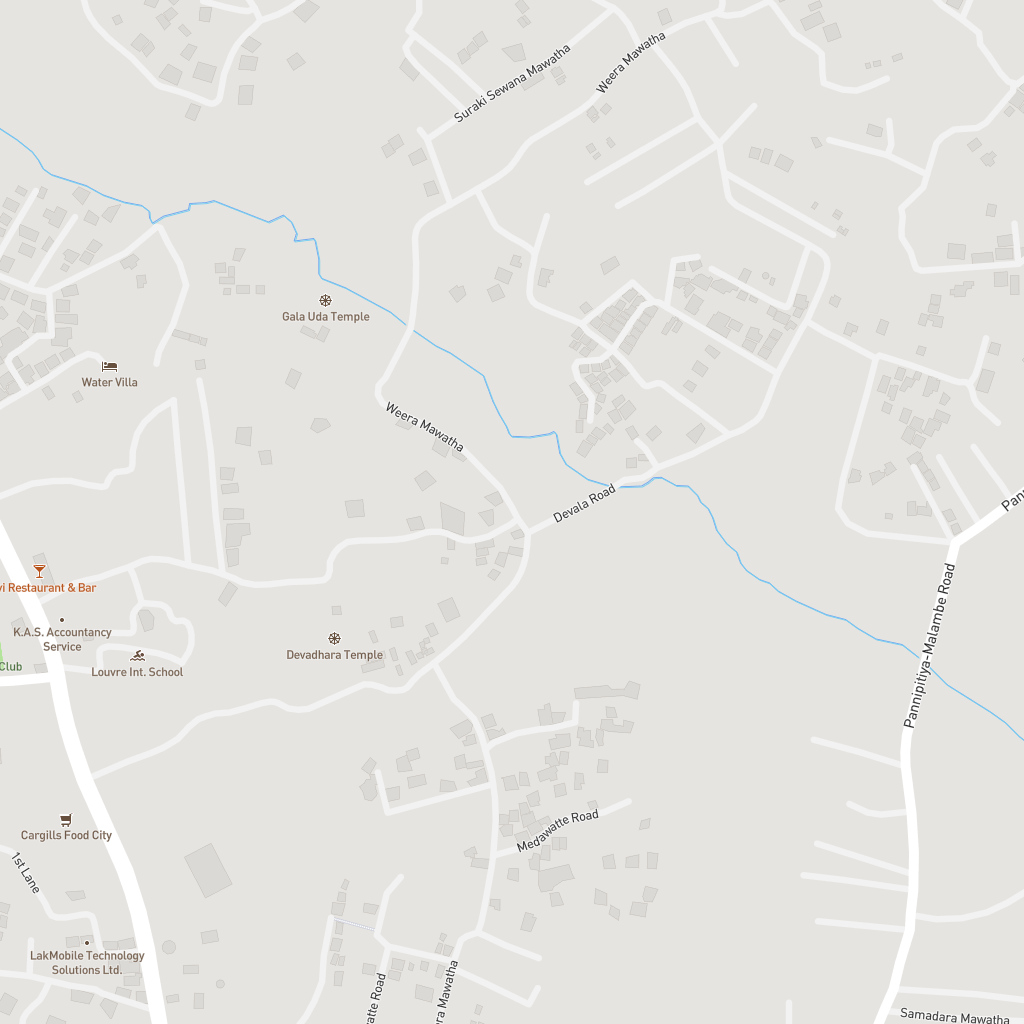 Suraki Sewana Mawatha
Weera Mawatha
Gala Uda Temple
Water Villa
Weera Mawatha
Devala Road
Restaurant & Bar
K.A.S. Accountancy
Service
Club
Louvre Int. School
Devadhara Temple
Pannipitiya-Malambe Road
Cargills Food City
Medawatte Road
1st Lane
LakMobile Technology
Solutions Ltd.
Road
Mawatha
Samadara Mawatha